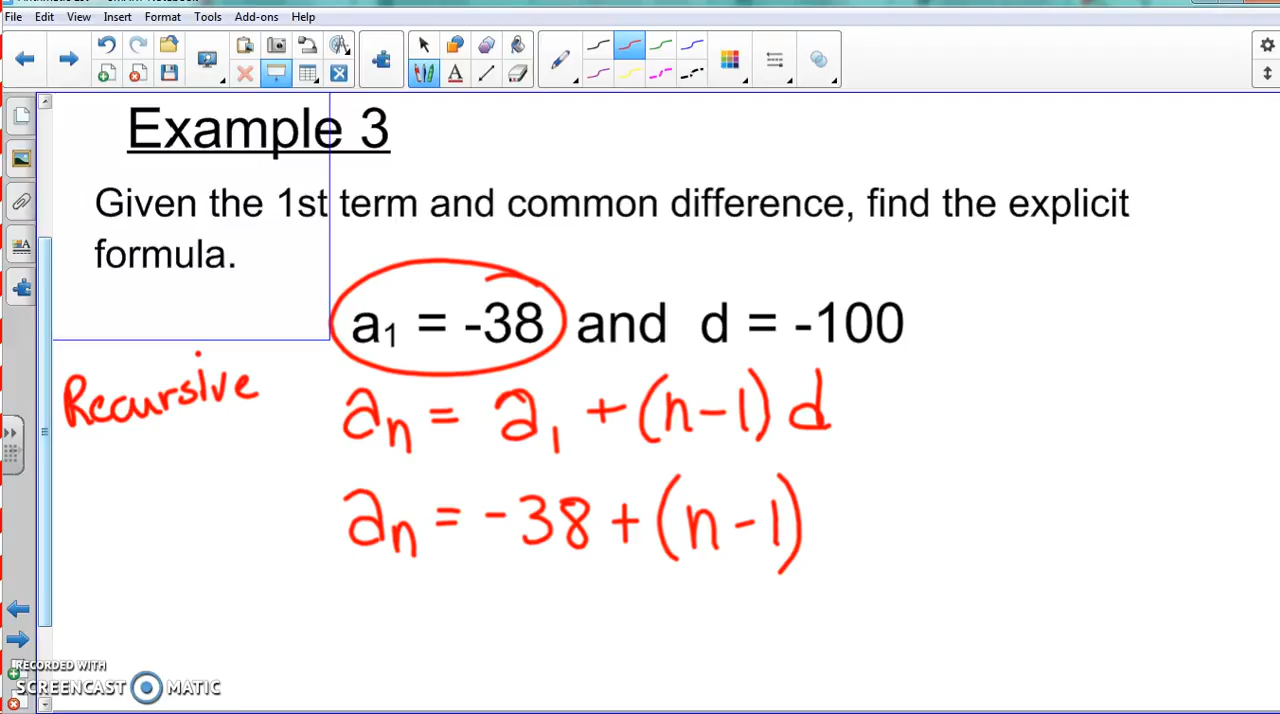 File Edit View Insert Format Tools Add-ons Help
Example 3
Given the 1st term and common difference, find the explicit
formula.
a₁ = -38 and d = -100
Recursive
aₙ = a₁ + (n-1) d
aₙ = -38 + (n-1)
RECORDED WITH
SCREENCAST MATIC